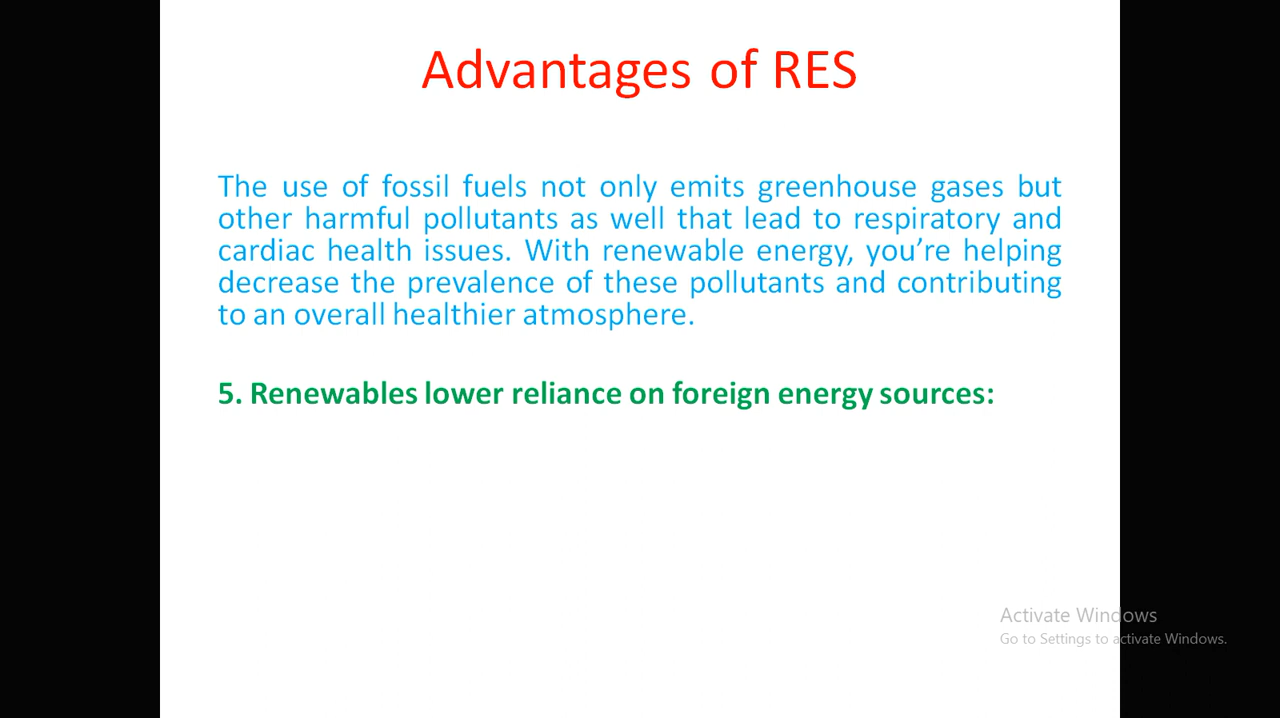 Advantages of RES
The use of fossil fuels not only emits greenhouse gases but
other harmful pollutants as well that lead to respiratory and
cardiac health issues. With renewable energy, you’re helping
decrease the prevalence of these pollutants and contributing
to an overall healthier atmosphere.
5. Renewables lower reliance on foreign energy sources:
Activate Windows
Go to Settings to activate Windows.